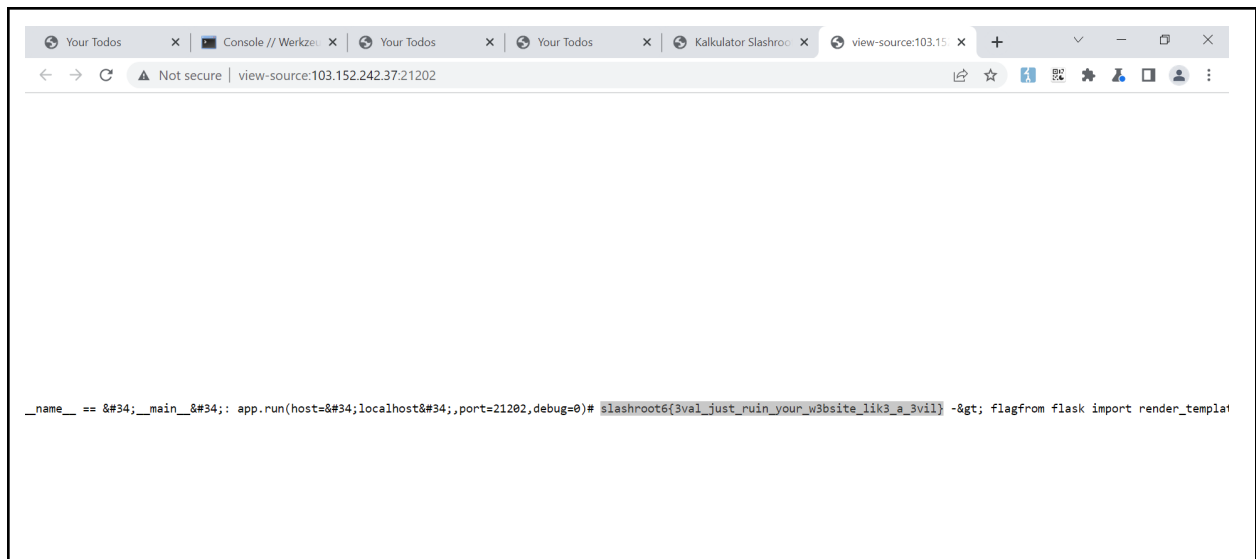 Your Todos
Console // Werkzeu
Your Todos
Your Todos
Kalkulator Slashroo
view-source:103.15
Not secure | view-source:103.152.242.37:21202
__name__ == &#34;__main__&#34;: app.run(host=&#34;localhost&#34;,port=21202,debug=0)# slashroot6{3val_just_ruin_your_w3bsite_lik3_a_3vil} -&gt; flagfrom flask import render_templat